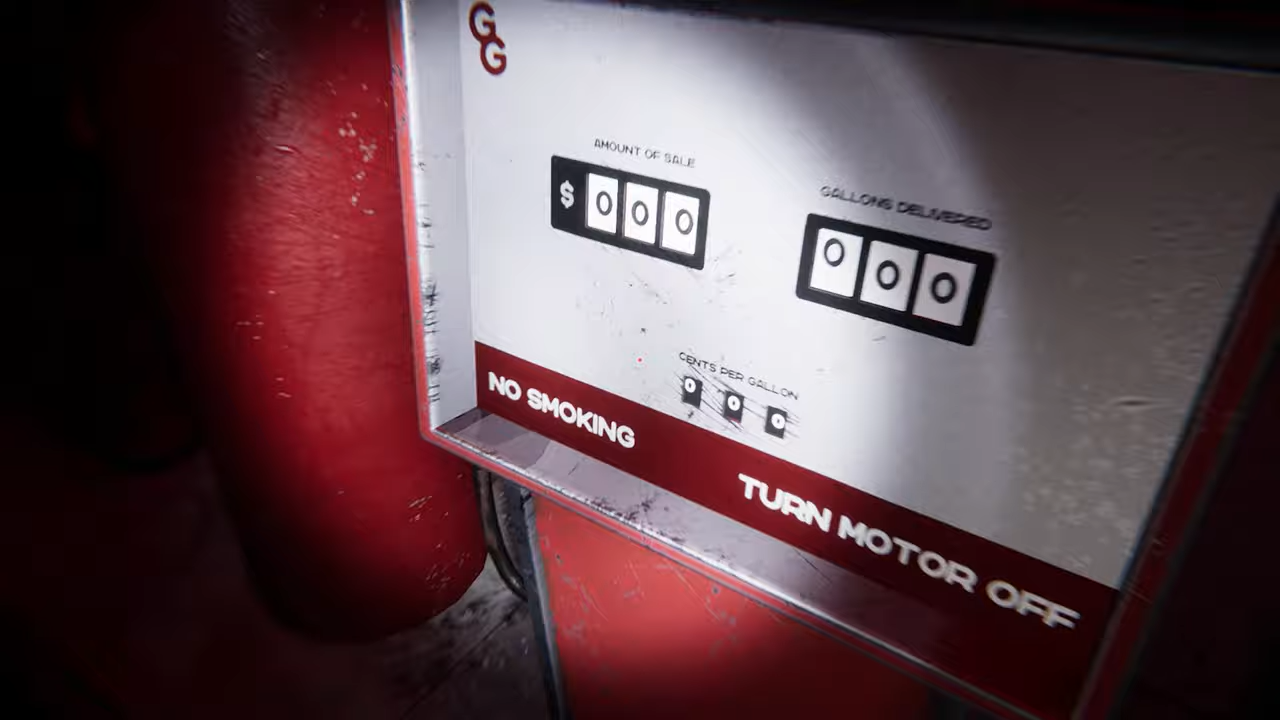 GG
AMOUNT OF SALE
$ 0 0 0
GALLONS DELIVERED
0 0 0
CENTS PER GALLON
0 0 0
NO SMOKING
TURN MOTOR OFF